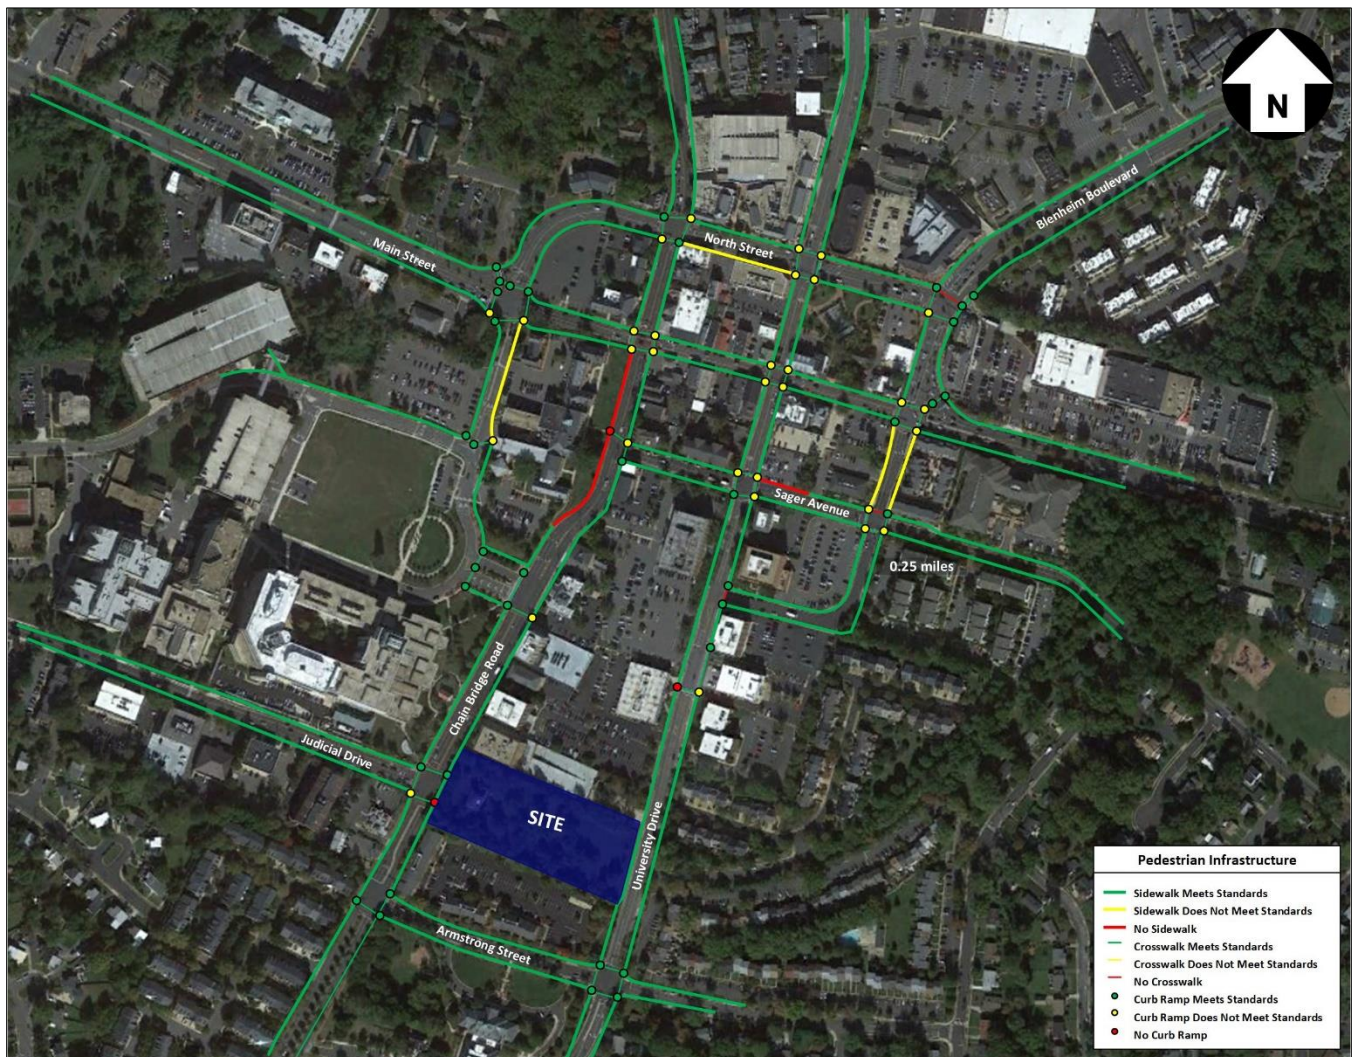 N
Main Street
North Street
Blenheim Boulevard
Sager Avenue
0.25 miles
Chain Bridge Road
Judicial Drive
SITE
University Drive
Armstrong Street
Pedestrian Infrastructure
Sidewalk Meets Standards
Sidewalk Does Not Meet Standards
No Sidewalk
Crosswalk Meets Standards
Crosswalk Does Not Meet Standards
No Crosswalk
Curb Ramp Meets Standards
Curb Ramp Does Not Meet Standards
No Curb Ramp